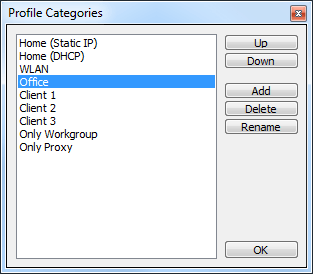 Profile Categories
Home (Static IP)
Home (DHCP)
WLAN
Office
Client 1
Client 2
Client 3
Only Workgroup
Only Proxy
Up
Down
Add
Delete
Rename
OK